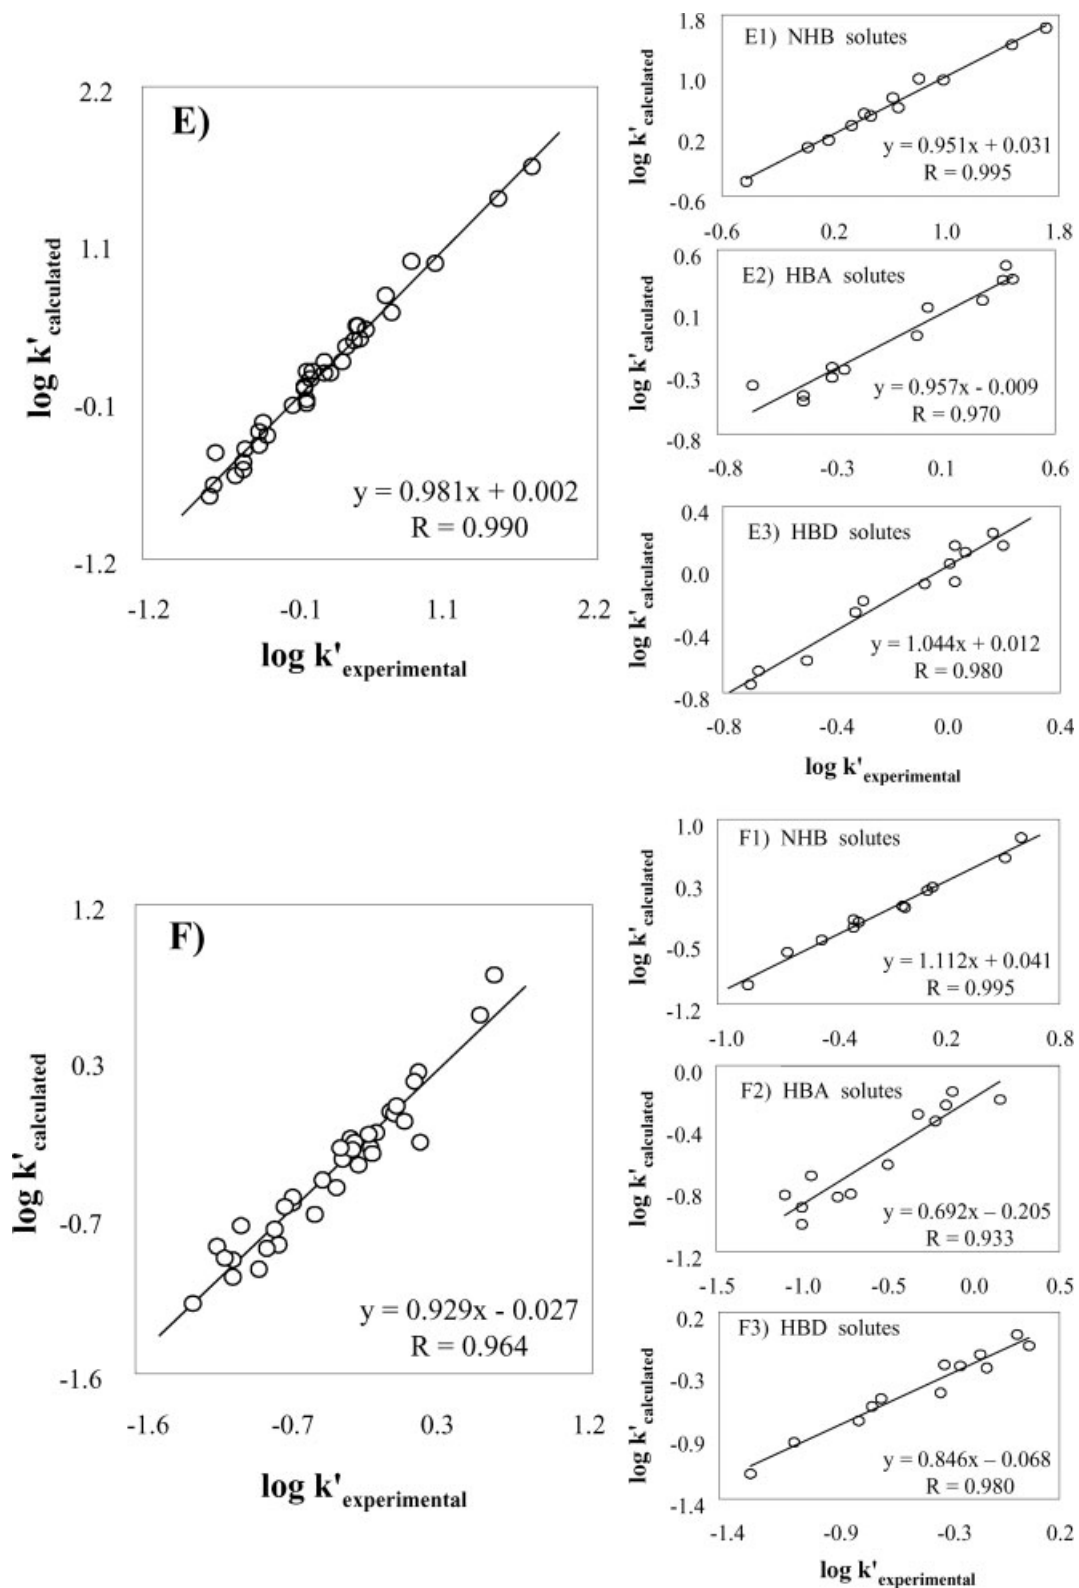 E)
2.2
1.1
-0.1
-1.2
log k'calculated
y = 0.981x + 0.002
R = 0.990
-1.2 -0.1 1.1 2.2
log k'experimental
E1) NHB solutes
1.8
1.0
0.2
-0.6
log k'calculated
y = 0.951x + 0.031
R = 0.995
-0.6 0.2 1.0 1.8
E2) HBA solutes
0.6
0.1
-0.3
-0.8
log k'calculated
y = 0.957x - 0.009
R = 0.970
-0.8 -0.3 0.1 0.6
E3) HBD solutes
0.4
0.0
-0.4
-0.8
log k'calculated
y = 1.044x + 0.012
R = 0.980
-0.8 -0.4 0.0 0.4
log k'experimental
F)
1.2
0.3
-0.7
-1.6
log k'calculated
y = 0.929x - 0.027
R = 0.964
-1.6 -0.7 0.3 1.2
log k'experimental
F1) NHB solutes
1.0
0.3
-0.5
-1.2
log k'calculated
y = 1.112x + 0.041
R = 0.995
-1.0 -0.4 0.2 0.8
F2) HBA solutes
0.0
-0.4
-0.8
-1.2
log k'calculated
y = 0.692x – 0.205
R = 0.933
-1.5 -1.0 -0.5 0.0 0.5
F3) HBD solutes
0.2
-0.3
-0.9
-1.4
log k'calculated
y = 0.846x – 0.068
R = 0.980
-1.4 -0.9 -0.3 0.2
log k'experimental